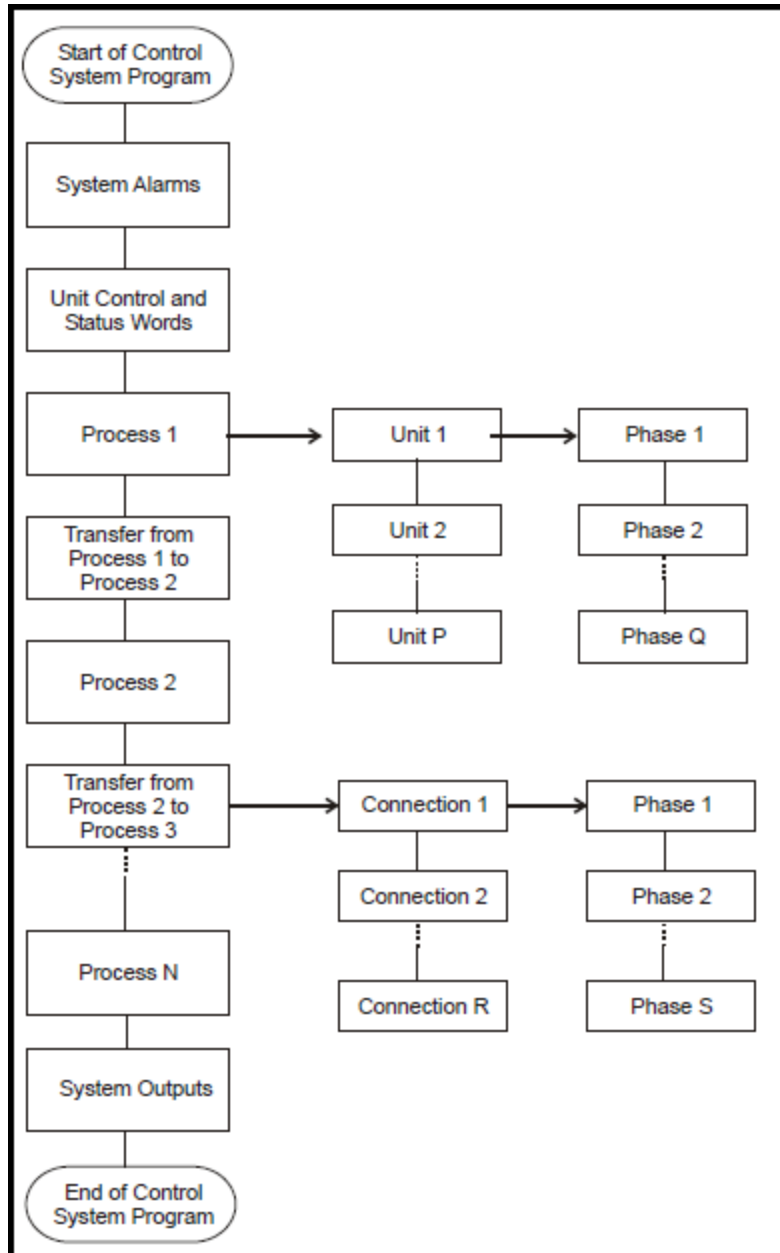 Start of Control
System Program
System Alarms
Unit Control and
Status Words
Process 1
Unit 1
Phase 1
Transfer from
Process 1 to
Process 2
Unit 2
Phase 2
Unit P
Phase Q
Process 2
Transfer from
Process 2 to
Process 3
Connection 1
Phase 1
Connection 2
Phase 2
Process N
Connection R
Phase S
System Outputs
End of Control
System Program